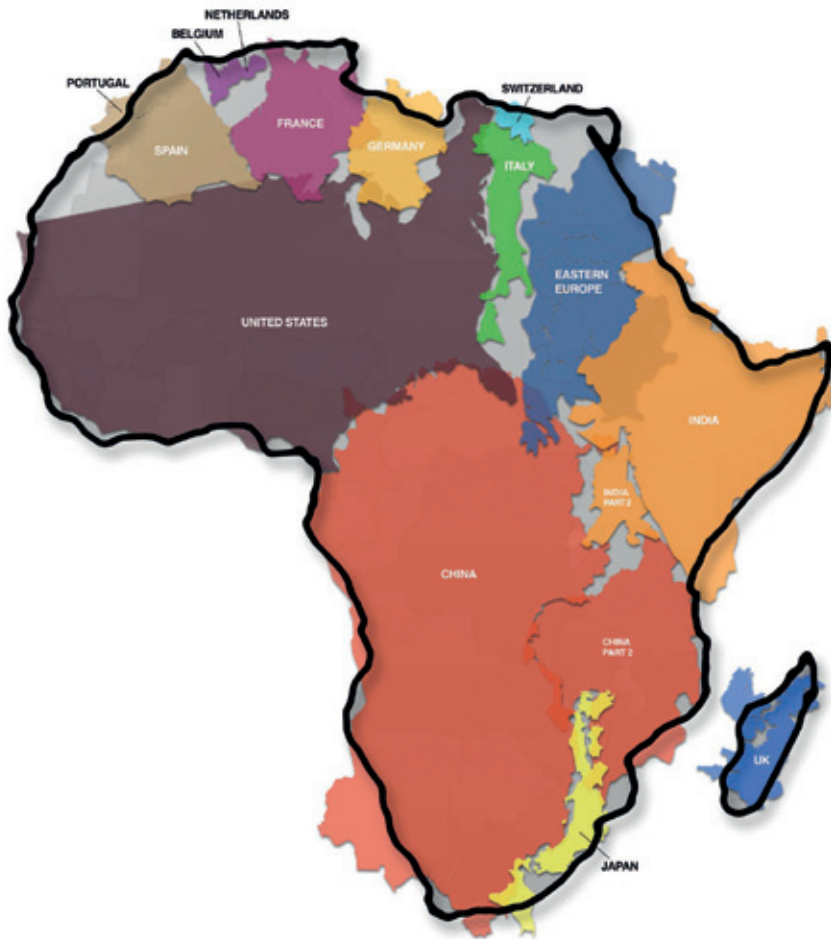 NETHERLANDS
BELGIUM
PORTUGAL
SWITZERLAND
SPAIN
FRANCE
GERMANY
ITALY
EASTERN
EUROPE
UNITED STATES
INDIA
INDIA
PART 2
CHINA
CHINA
PART 2
UK
JAPAN